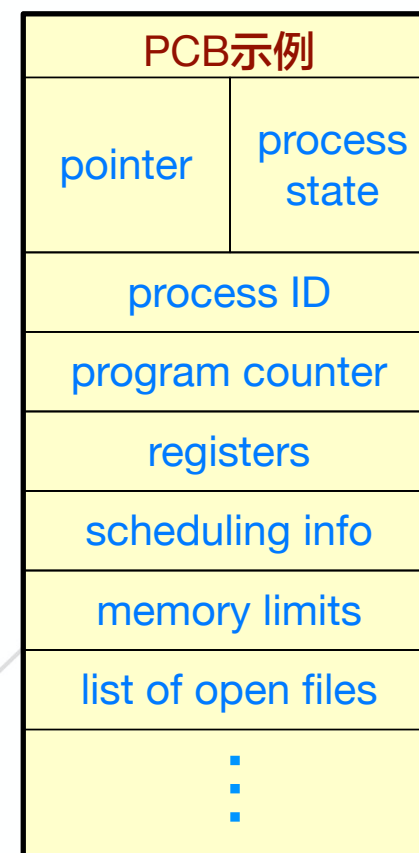 PCB示例
pointer
process
state
process ID
program counter
registers
scheduling info
memory limits
list of open files
⋮